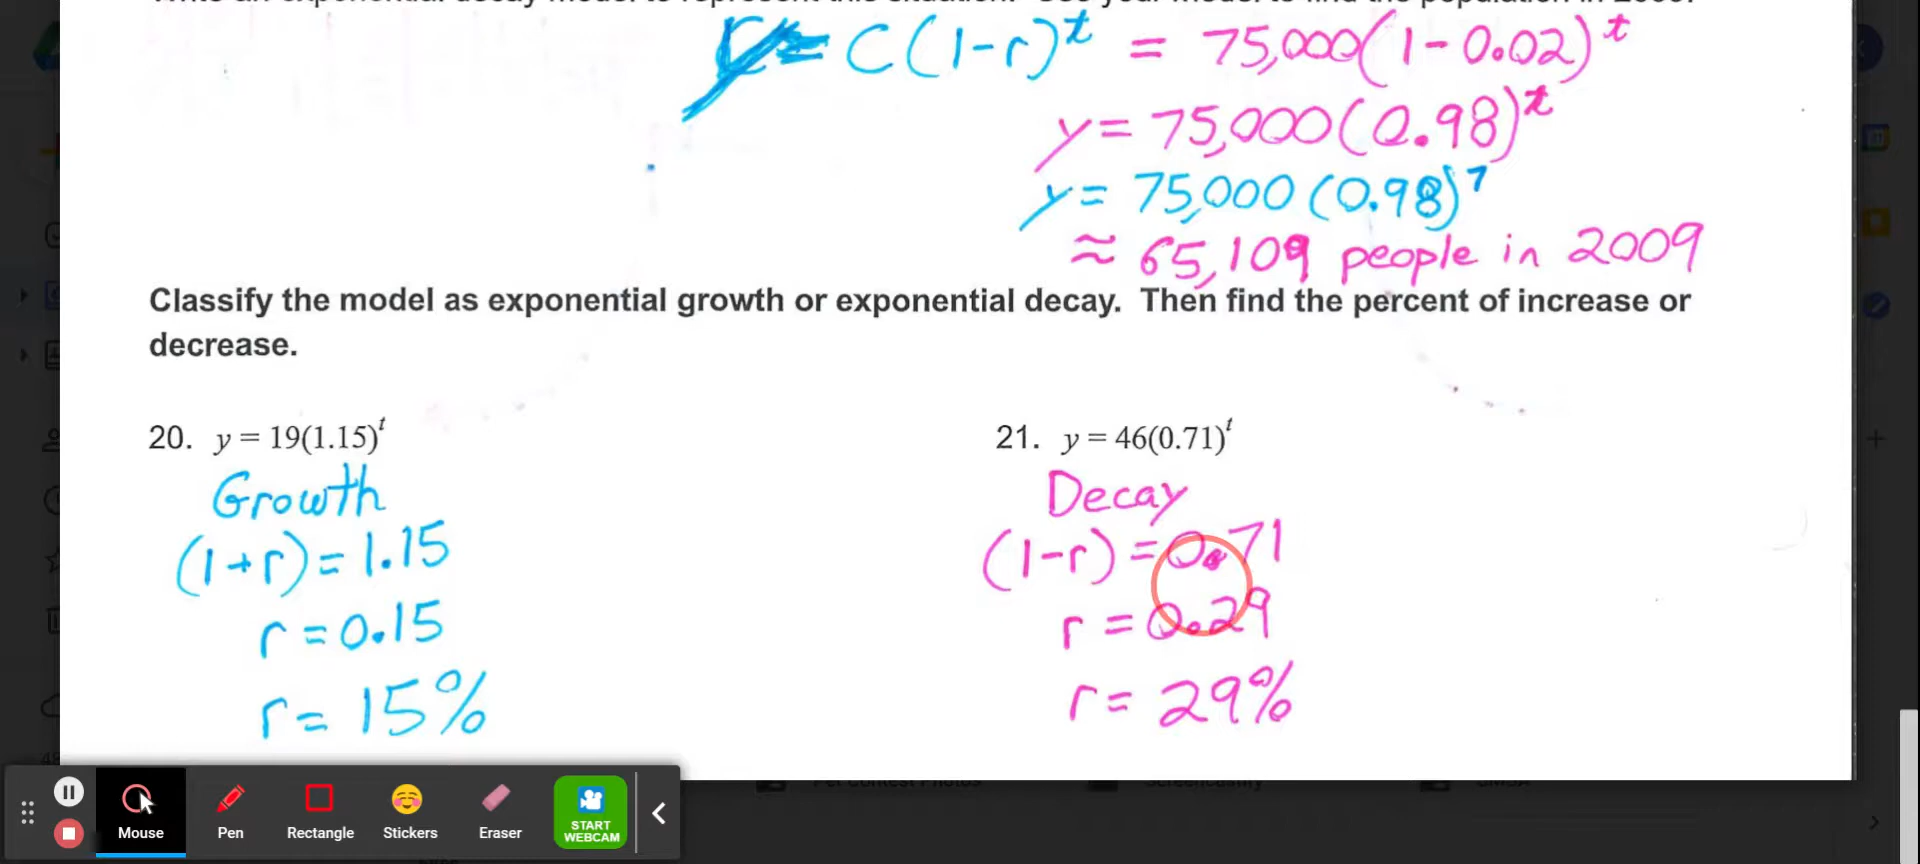 y = C(1-r)^t = 75,000(1-0.02)^t
y = 75,000(0.98)^t
y = 75,000(0.98)^7
≈ 65,109 people in 2009
Classify the model as exponential growth or exponential decay. Then find the percent of increase or
decrease.
20. y = 19(1.15)^t
Growth
(1+r) = 1.15
r = 0.15
r = 15%
21. y = 46(0.71)^t
Decay
(1-r) = 0.71
r = 0.29
r = 29%
Mouse
Pen
Rectangle
Stickers
Eraser
START
WEBCAM